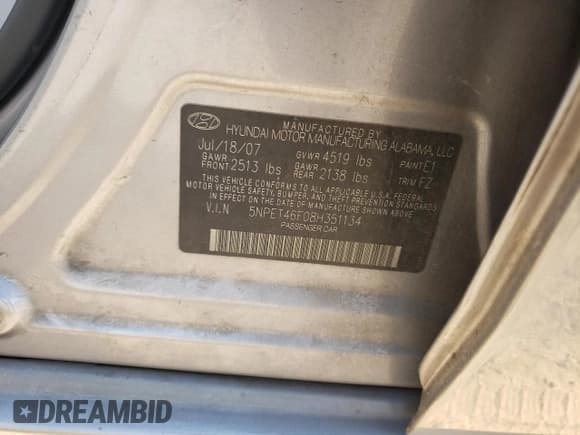 MANUFACTURED BY
HYUNDAI MOTOR MANUFACTURING ALABAMA, LLC
Jul/18/07 GVWR 4519 lbs PAINT E1
GAWR FRONT 2513 lbs GAWR REAR 2138 lbs TRIM FZ
THIS VEHICLE CONFORMS TO ALL APPLICABLE U.S.A. FEDERAL
MOTOR VEHICLE SAFETY, BUMPER, AND THEFT PREVENTION STANDARDS
IN EFFECT ON THE DATE OF MANUFACTURE SHOWN ABOVE.
V.I.N 5NPET46F08H351134
PASSENGER CAR
DREAMBID